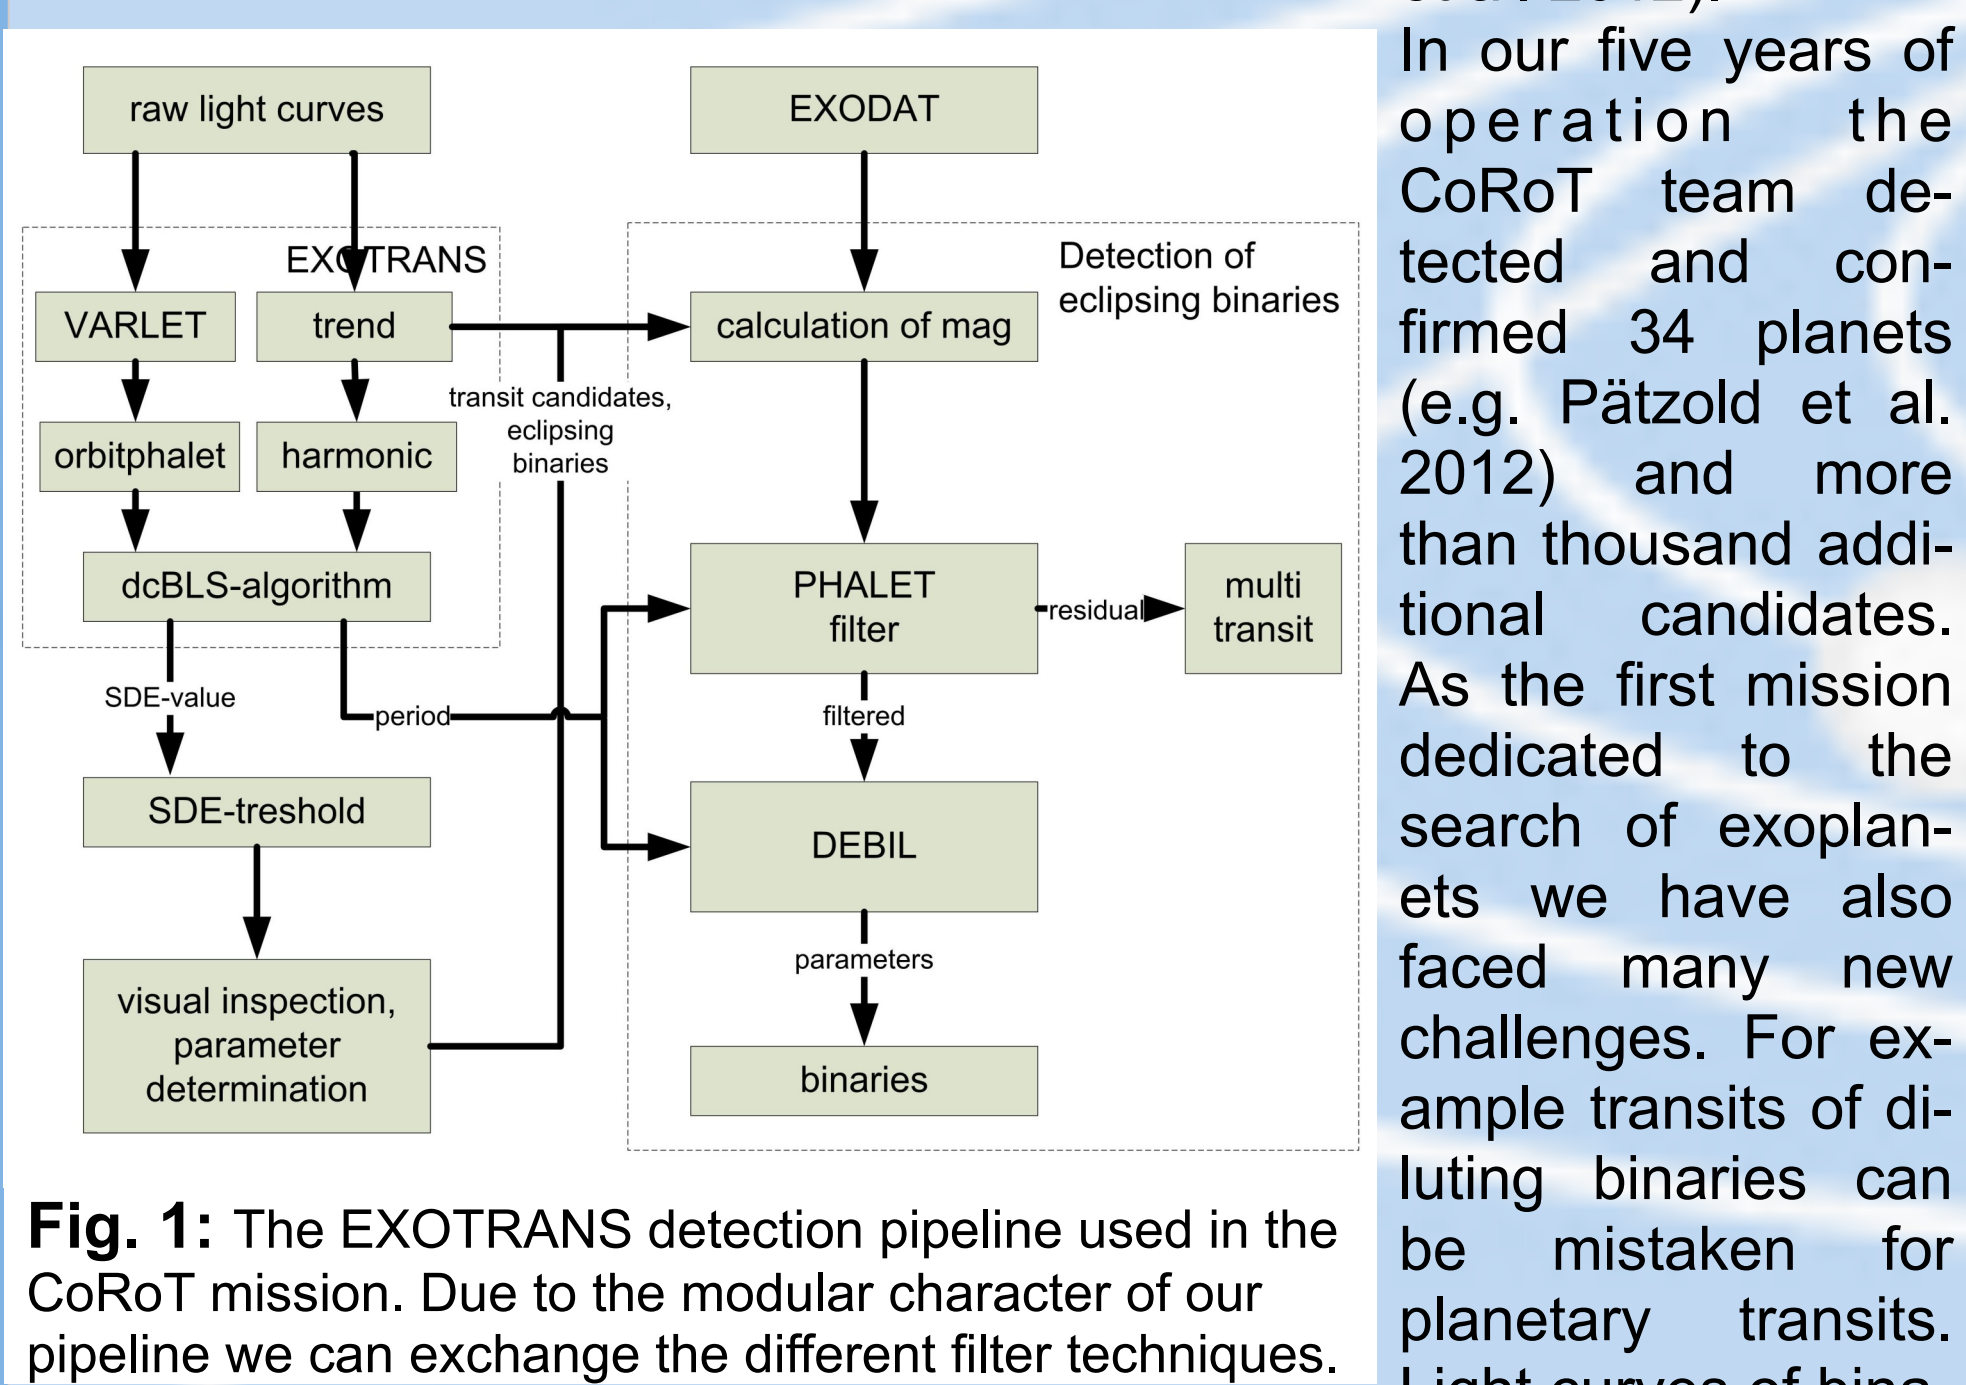 raw light curves
EXODAT
EXOTRANS
Detection of
eclipsing binaries
VARLET
trend
calculation of mag
transit candidates,
eclipsing
binaries
orbitphalet
harmonic
dcBLS-algorithm
PHALET
filter
residual
multi
transit
SDE-value
period
filtered
SDE-treshold
DEBIL
parameters
visual inspection,
parameter
determination
binaries
Fig. 1: The EXOTRANS detection pipeline used in the
CoRoT mission. Due to the modular character of our
pipeline we can exchange the different filter techniques.
In our five years of
operation the
CoRoT team de-
tected and con-
firmed 34 planets
(e.g. Pätzold et al.
2012) and more
than thousand addi-
tional candidates.
As the first mission
dedicated to the
search of exoplan-
ets we have also
faced many new
challenges. For ex-
ample transits of di-
luting binaries can
be mistaken for
planetary transits.
Light curves of bina-